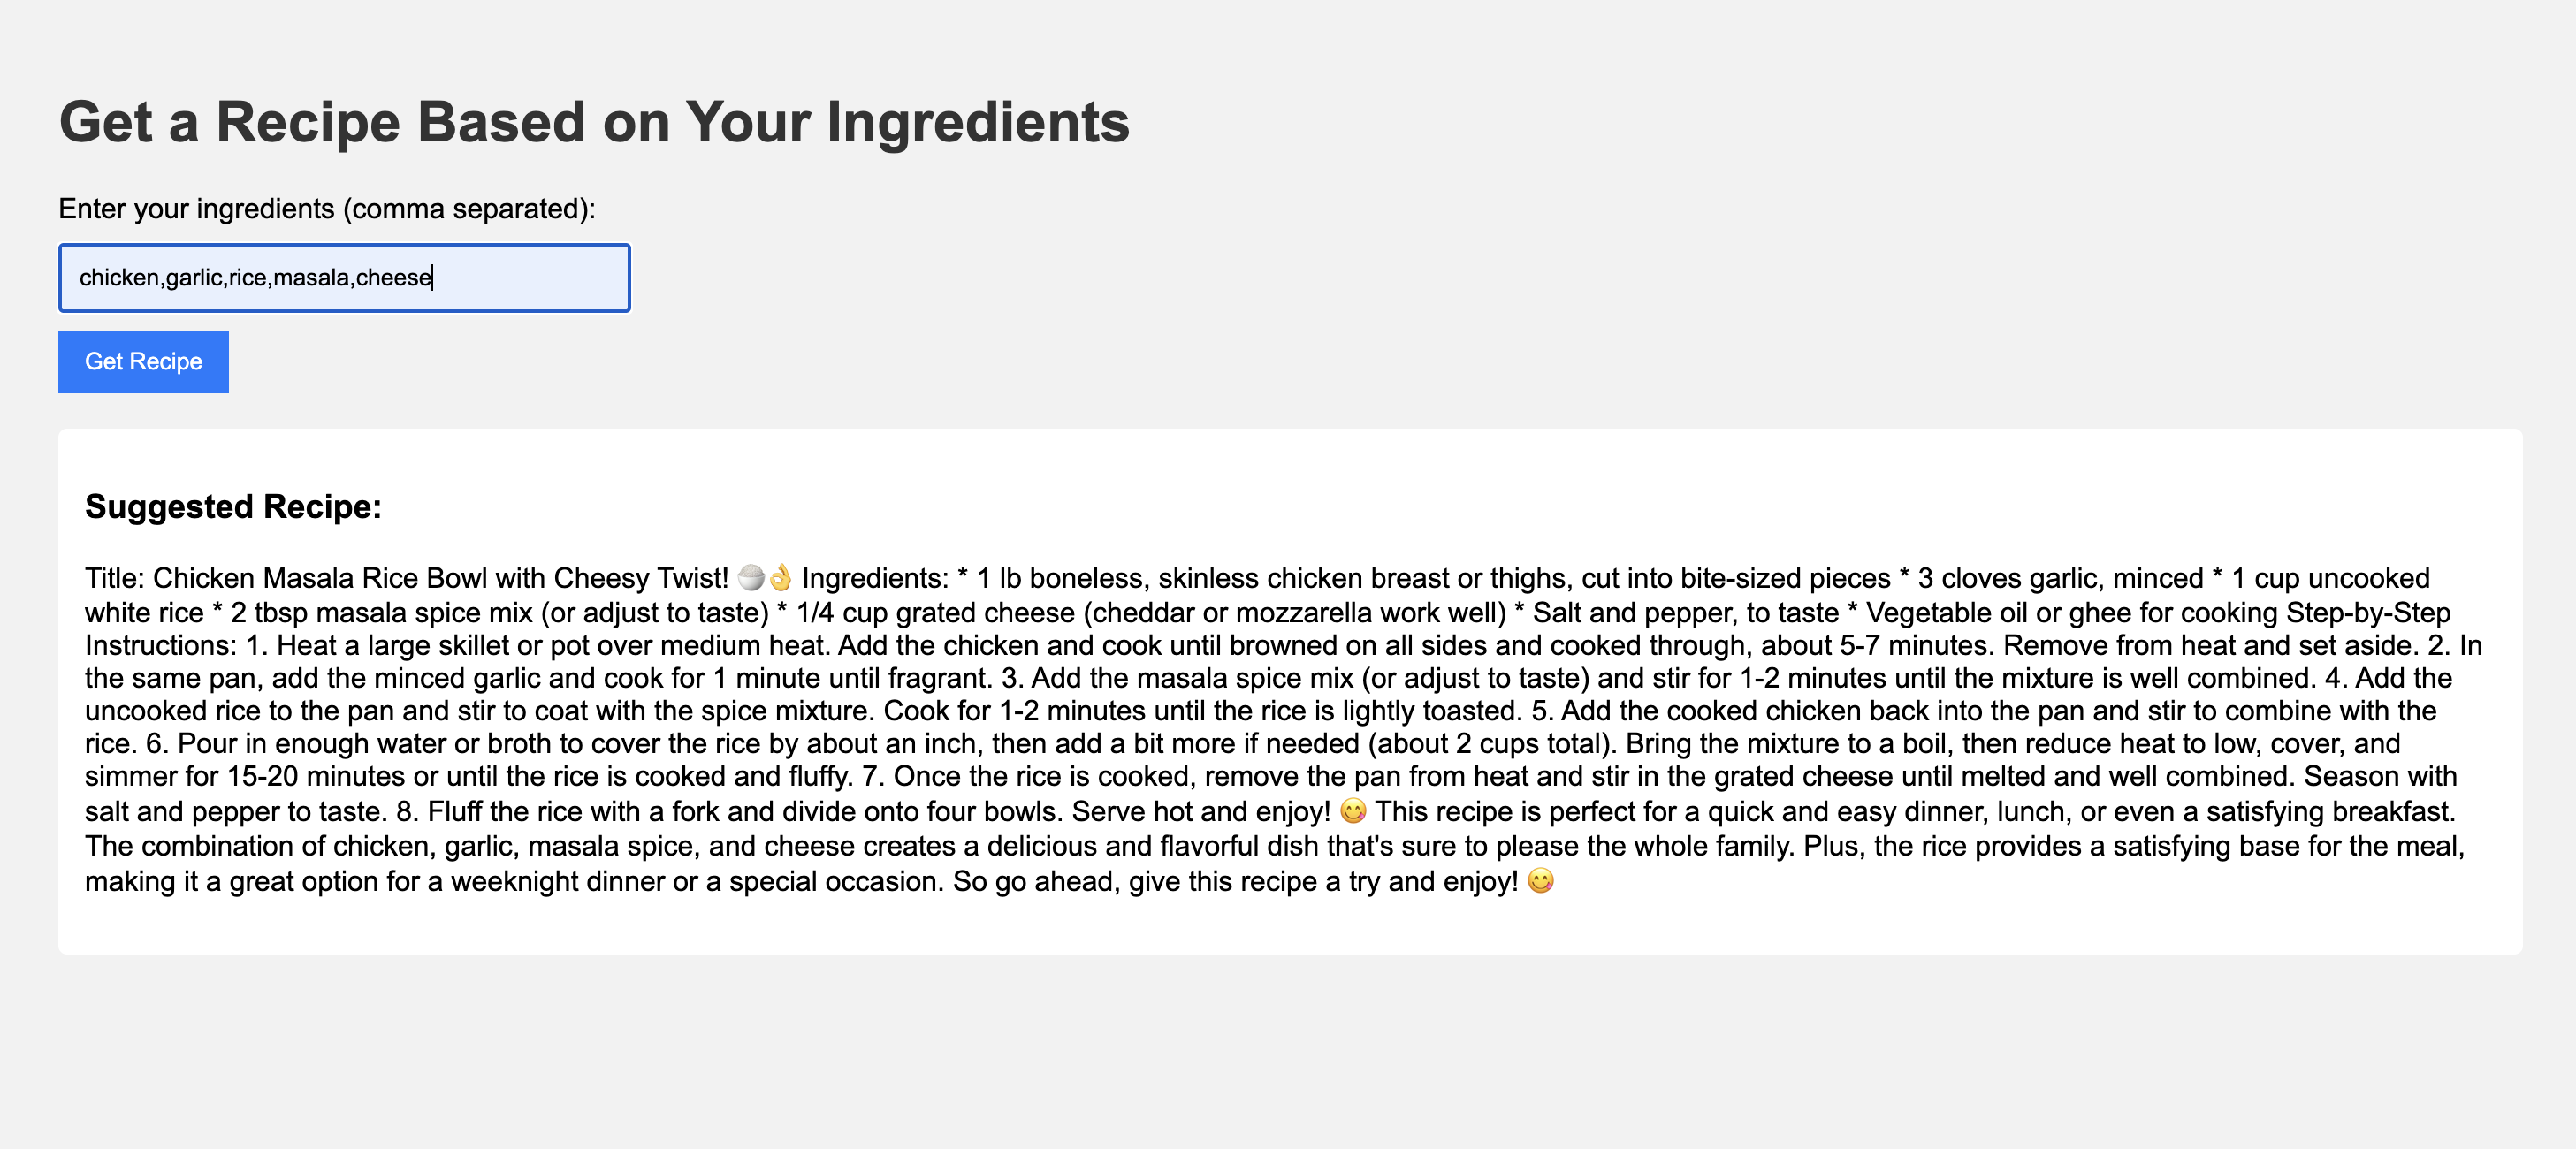 Get a Recipe Based on Your Ingredients
Enter your ingredients (comma separated):
chicken,garlic,rice,masala,cheese
Get Recipe
Suggested Recipe:
Title: Chicken Masala Rice Bowl with Cheesy Twist! 🍚👌 Ingredients: * 1 lb boneless, skinless chicken breast or thighs, cut into bite-sized pieces * 3 cloves garlic, minced * 1 cup uncooked
white rice * 2 tbsp masala spice mix (or adjust to taste) * 1/4 cup grated cheese (cheddar or mozzarella work well) * Salt and pepper, to taste * Vegetable oil or ghee for cooking Step-by-Step
Instructions: 1. Heat a large skillet or pot over medium heat. Add the chicken and cook until browned on all sides and cooked through, about 5-7 minutes. Remove from heat and set aside. 2. In
the same pan, add the minced garlic and cook for 1 minute until fragrant. 3. Add the masala spice mix (or adjust to taste) and stir for 1-2 minutes until the mixture is well combined. 4. Add the
uncooked rice to the pan and stir to coat with the spice mixture. Cook for 1-2 minutes until the rice is lightly toasted. 5. Add the cooked chicken back into the pan and stir to combine with the
rice. 6. Pour in enough water or broth to cover the rice by about an inch, then add a bit more if needed (about 2 cups total). Bring the mixture to a boil, then reduce heat to low, cover, and
simmer for 15-20 minutes or until the rice is cooked and fluffy. 7. Once the rice is cooked, remove the pan from heat and stir in the grated cheese until melted and well combined. Season with
salt and pepper to taste. 8. Fluff the rice with a fork and divide onto four bowls. Serve hot and enjoy! 😋 This recipe is perfect for a quick and easy dinner, lunch, or even a satisfying breakfast.
The combination of chicken, garlic, masala spice, and cheese creates a delicious and flavorful dish that's sure to please the whole family. Plus, the rice provides a satisfying base for the meal,
making it a great option for a weeknight dinner or a special occasion. So go ahead, give this recipe a try and enjoy! 😋